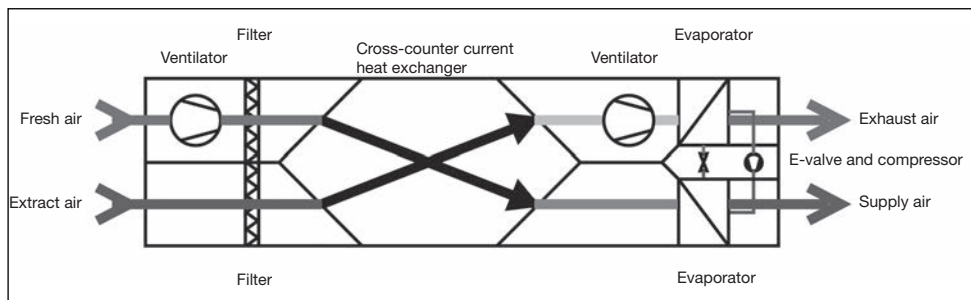 Filter
Evaporator
Ventilator
Cross-counter current
heat exchanger
Ventilator
Fresh air
Exhaust air
E-valve and compressor
Extract air
Supply air
Filter
Evaporator